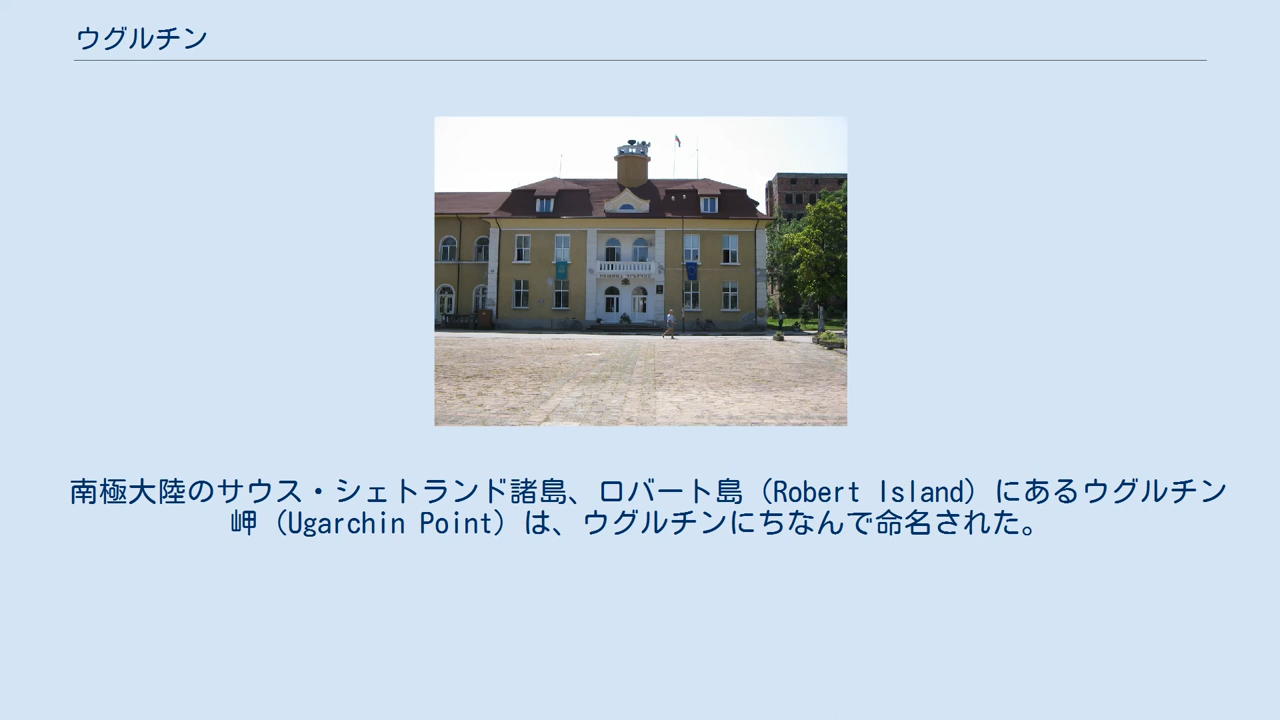 ウグルチン
南極大陸のサウス・シェトランド諸島、ロバート島（Robert Island）にあるウグルチン
岬（Ugarchin Point）は、ウグルチンにちなんで命名された。